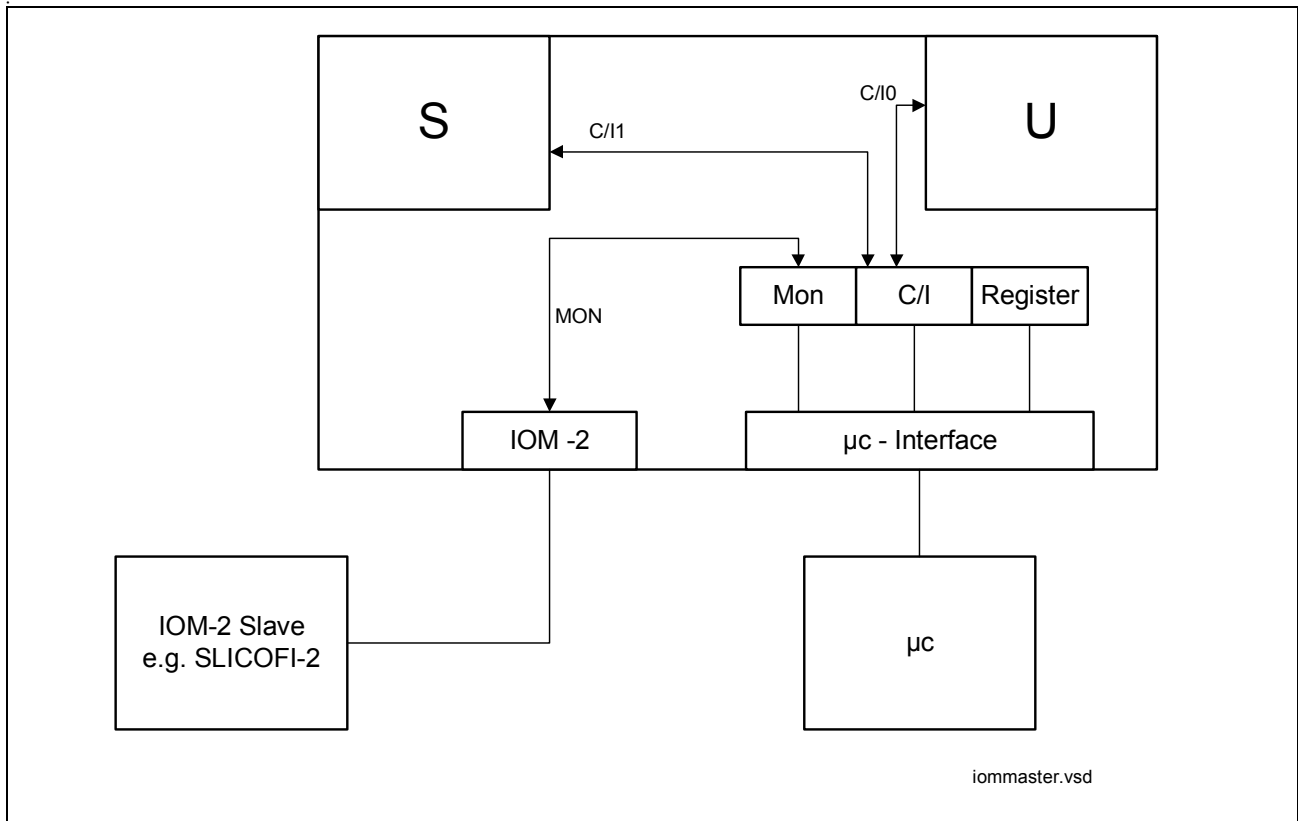 S
U
C/I0
C/I1
Mon
C/I
Register
MON
IOM -2
µc - Interface
IOM-2 Slave
e.g. SLICOFI-2
µc
iommaster.vsd